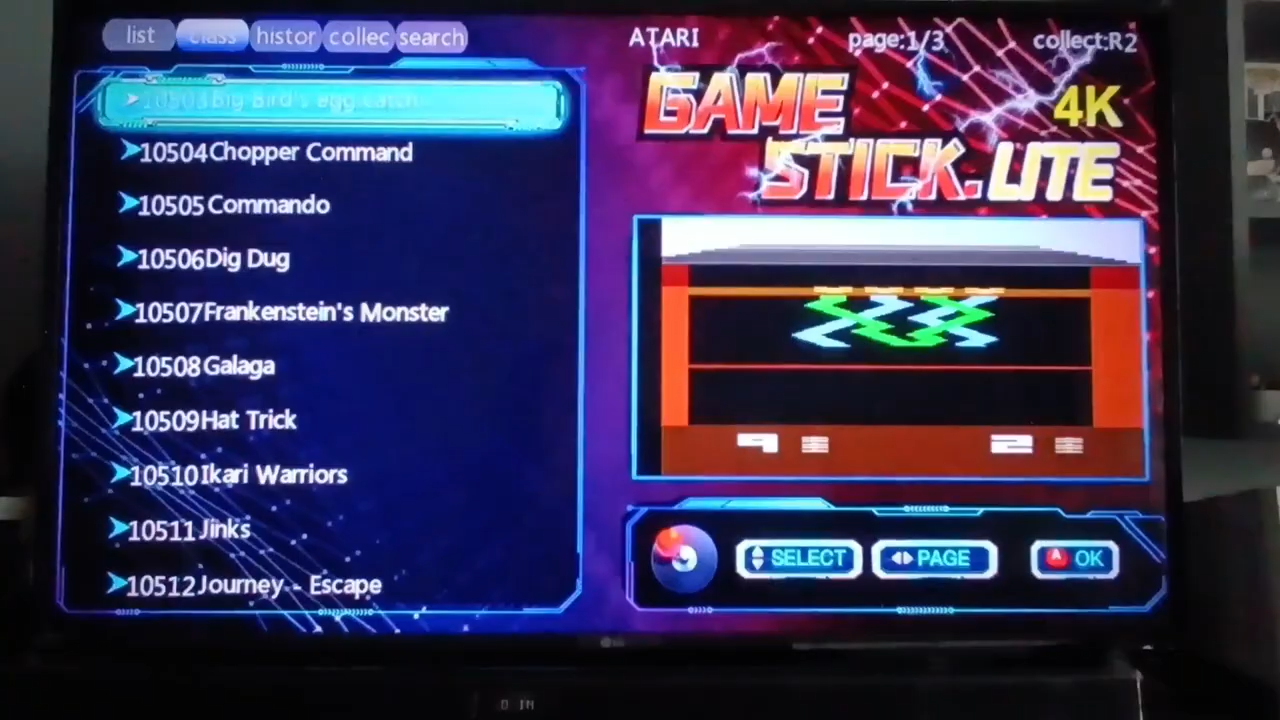 list class histor collec search
ATARI page:1/3 collect:R2
10503Big Bird's egg catch
10504Chopper Command
10505Commando
10506Dig Dug
10507Frankenstein's Monster
10508Galaga
10509Hat Trick
10510Ikari Warriors
10511Jinks
10512Journey - Escape
GAME 4K
STICK.LITE
SELECT PAGE A OK
LG